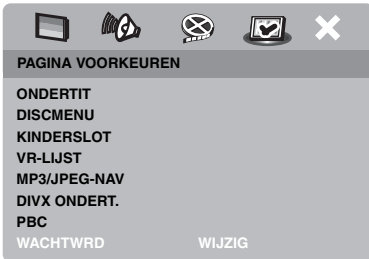 PAGINA VOORKEUREN
ONDERTIT
DISCMENU
KINDERSLOT
VR-LIJST
MP3/JPEG-NAV
DIVX ONDERT.
PBC
WACHTWRD WIJZIG